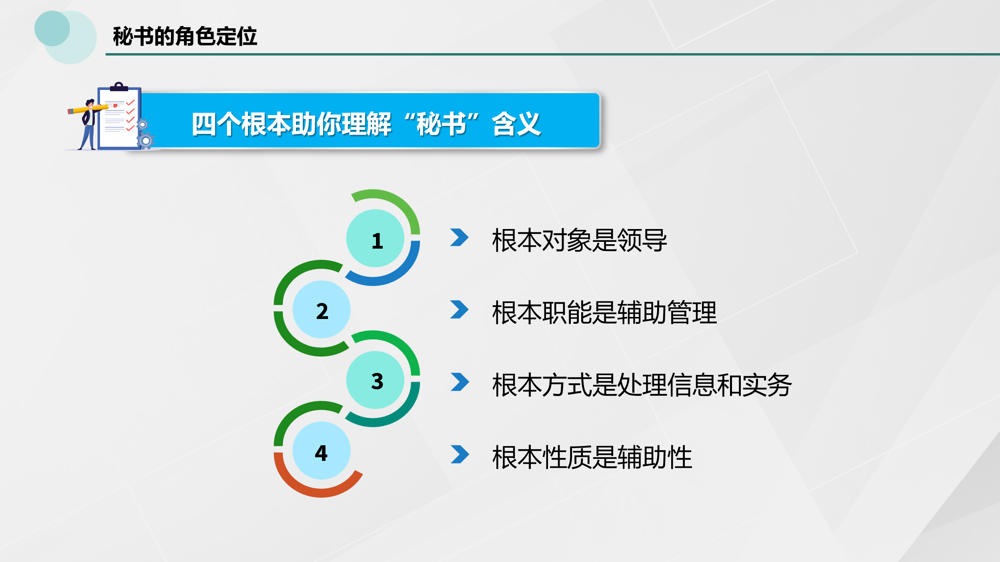 秘书的角色定位
四个根本助你理解 “秘书” 含义
1
根本对象是领导
2
根本职能是辅助管理
3
根本方式是处理信息和实务
4
根本性质是辅助性